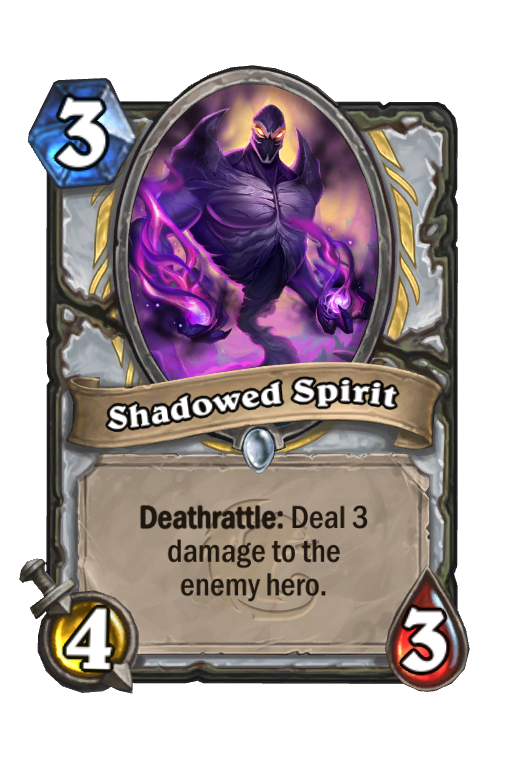 3
Shadowed Spirit
Deathrattle: Deal 3
damage to the
enemy hero.
4
3